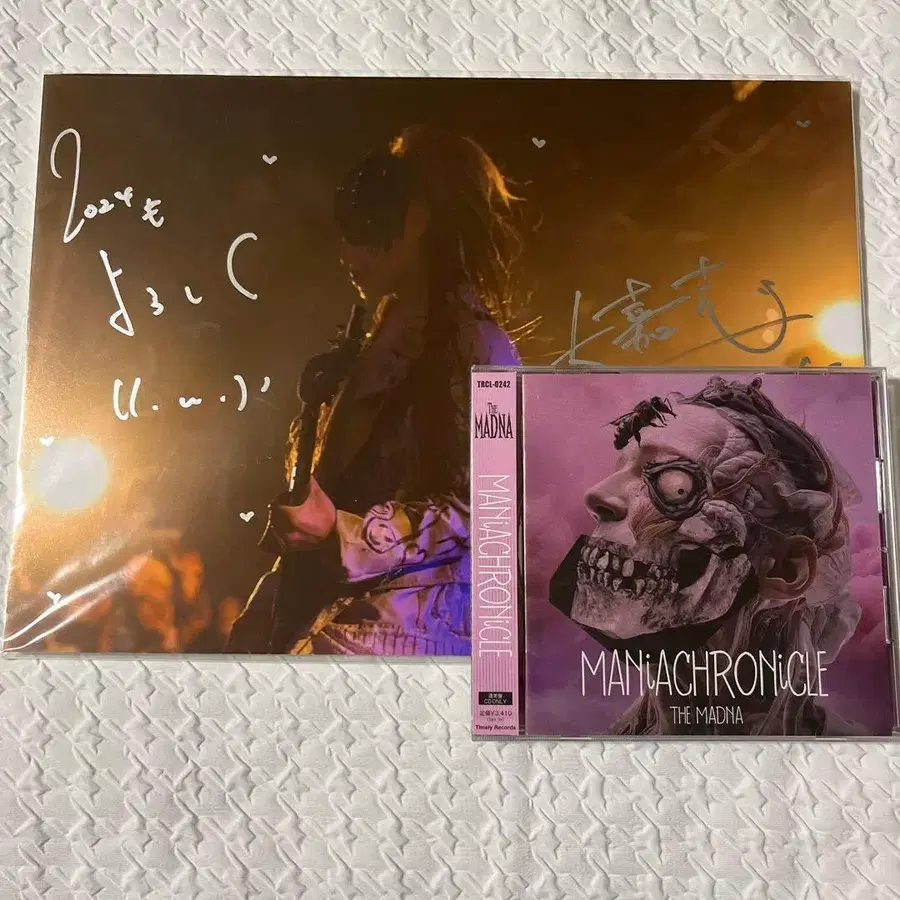 2024も
よろしく
((・ω・))
TRCL-0242
THE MADNA
MANiACHRONiCLE
通常盤
CD ONLY
定価¥3,410
Timely Records
MANiACHRONiCLE
THE MADNA